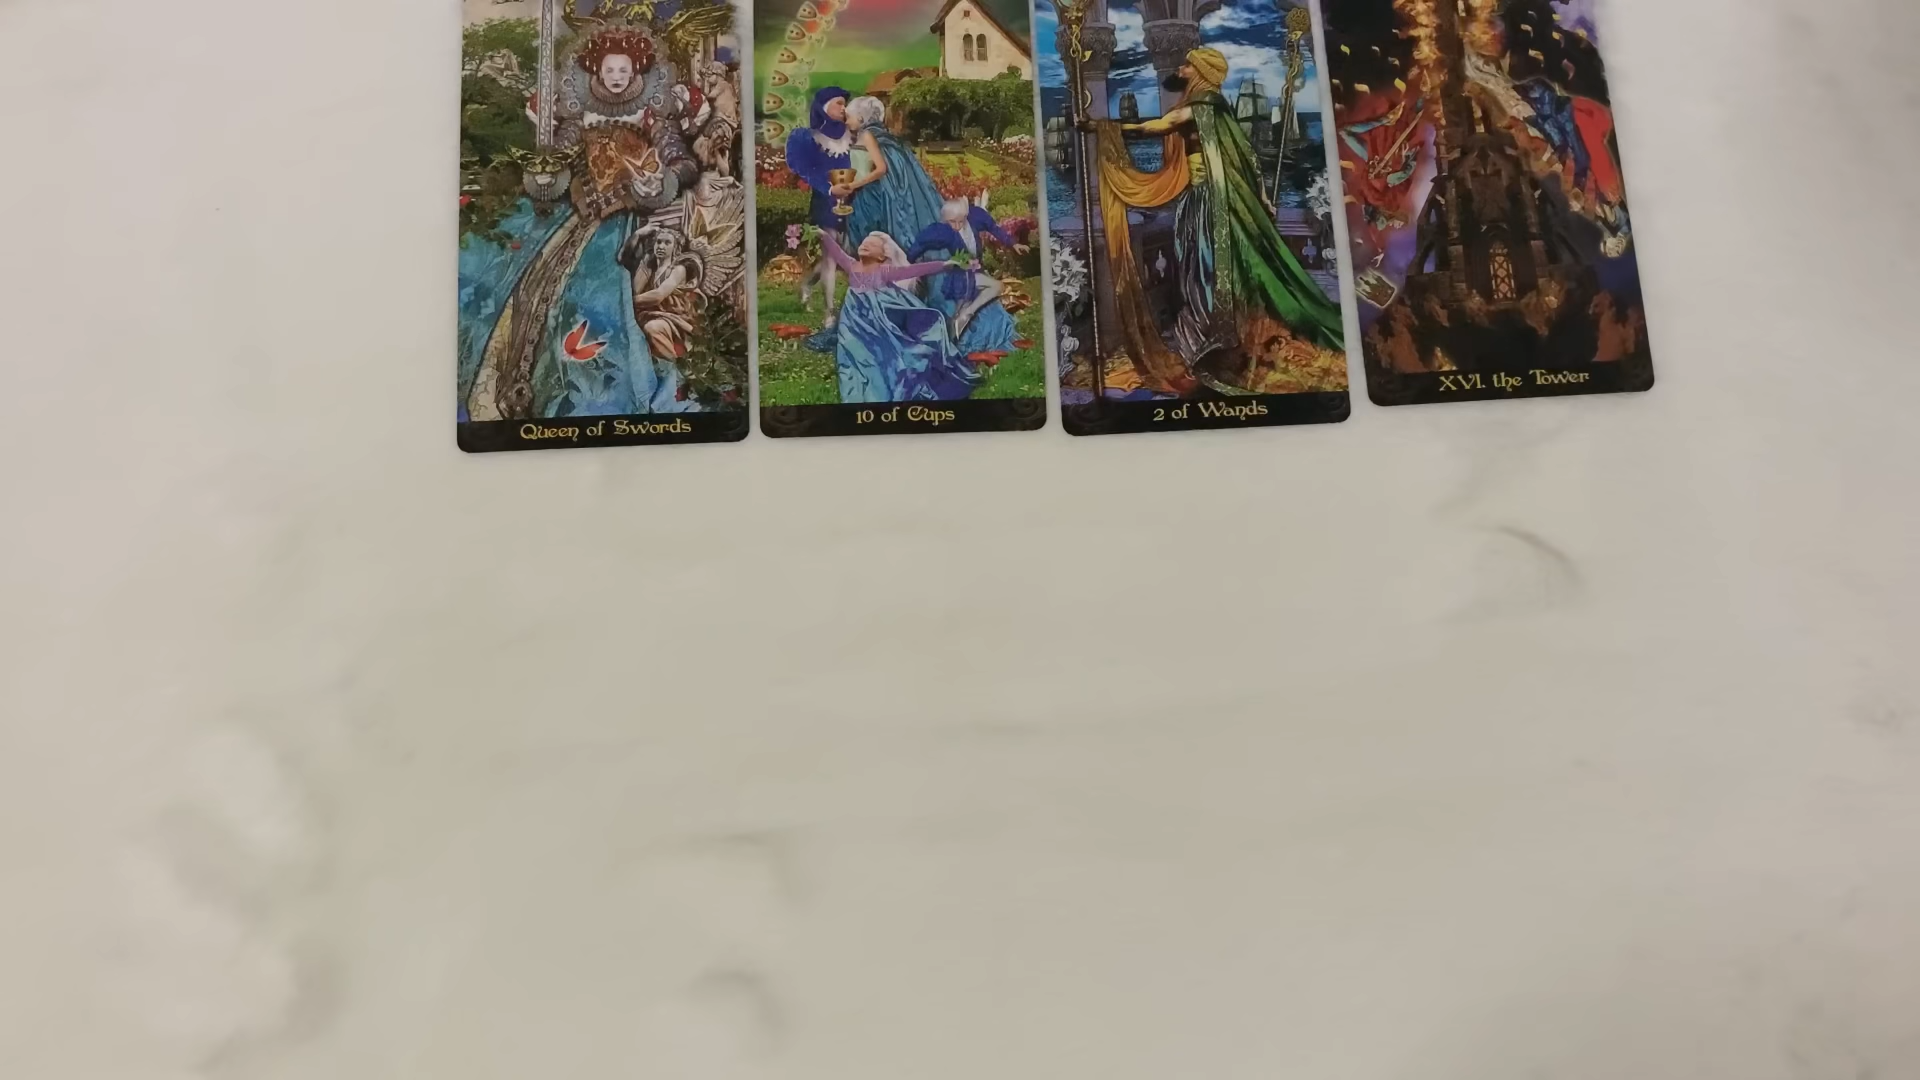 Queen of Swords
10 of Cups
2 of Wands
XVI. the Tower